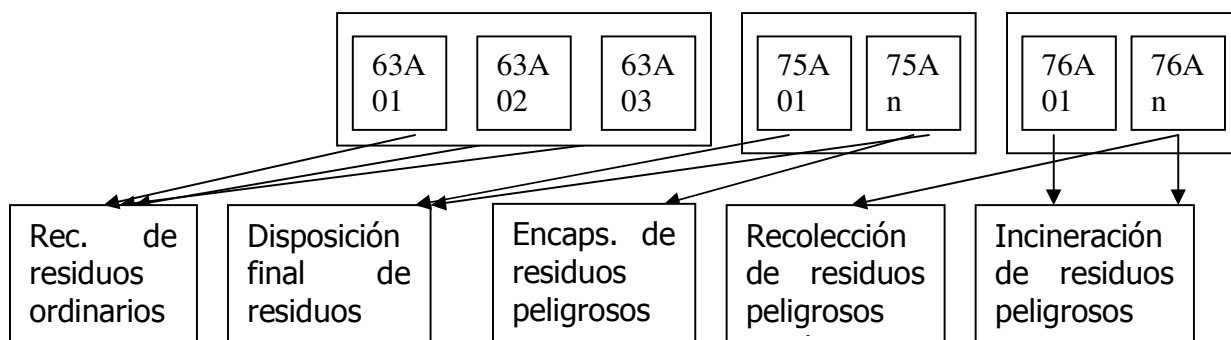 63A
01
63A
02
63A
03
75A
01
75A
n
76A
01
76A
n
Rec. de
residuos
ordinarios
Disposición
final de
residuos
Encaps. de
residuos
peligrosos
Recolección
de residuos
peligrosos
Incineración
de residuos
peligrosos